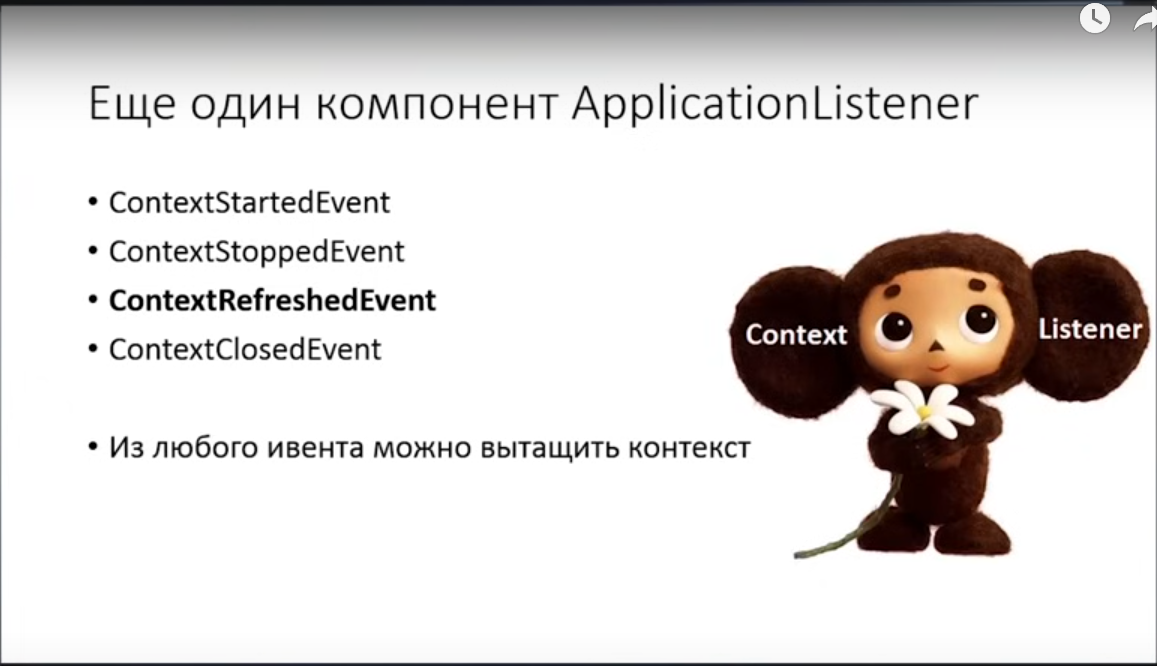 Еще один компонент ApplicationListener
• ContextStartedEvent
• ContextStoppedEvent
• ContextRefreshedEvent
• ContextClosedEvent
• Из любого ивента можно вытащить контекст
Context
Listener